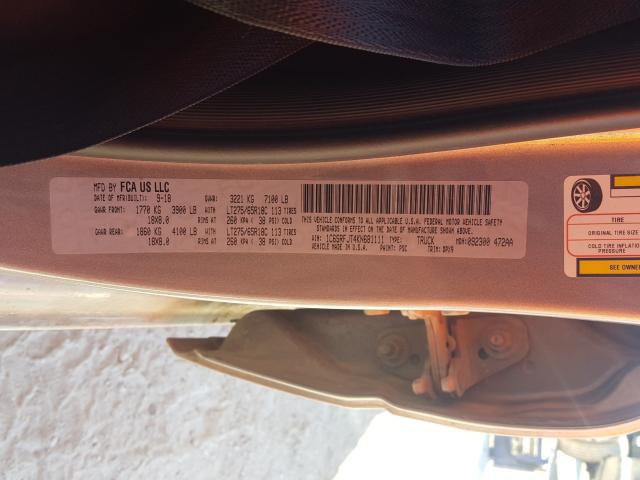 MFD BY FCA US LLC
DATE OF MFR(BUILT): 9-18 GVWR: 3221 KG 7100 LB
GAWR FRONT: 1770 KG 3900 LB WITH LT275/65R18C 113 TIRES
18X8.0 RIMS AT 260 KPA ( 38 PSI) COLD
GAWR REAR: 1860 KG 4100 LB WITH LT275/65R18C 113 TIRES
18X8.0 RIMS AT 260 KPA ( 38 PSI) COLD
THIS VEHICLE CONFORMS TO ALL APPLICABLE U.S.A. FEDERAL MOTOR VEHICLE SAFETY
STANDARDS IN EFFECT ON THE DATE OF MANUFACTURE SHOWN ABOVE.
VIN: 1C6SRFJT4KN681111 TYPE: TRUCK MDH: 092300 472AA
VEHICLE MADE IN U.S.A. PAINT: PSC TRIM: DPX9
TIRE
SIZE
COLD TIRE
PRESSURE
SEE OWNER